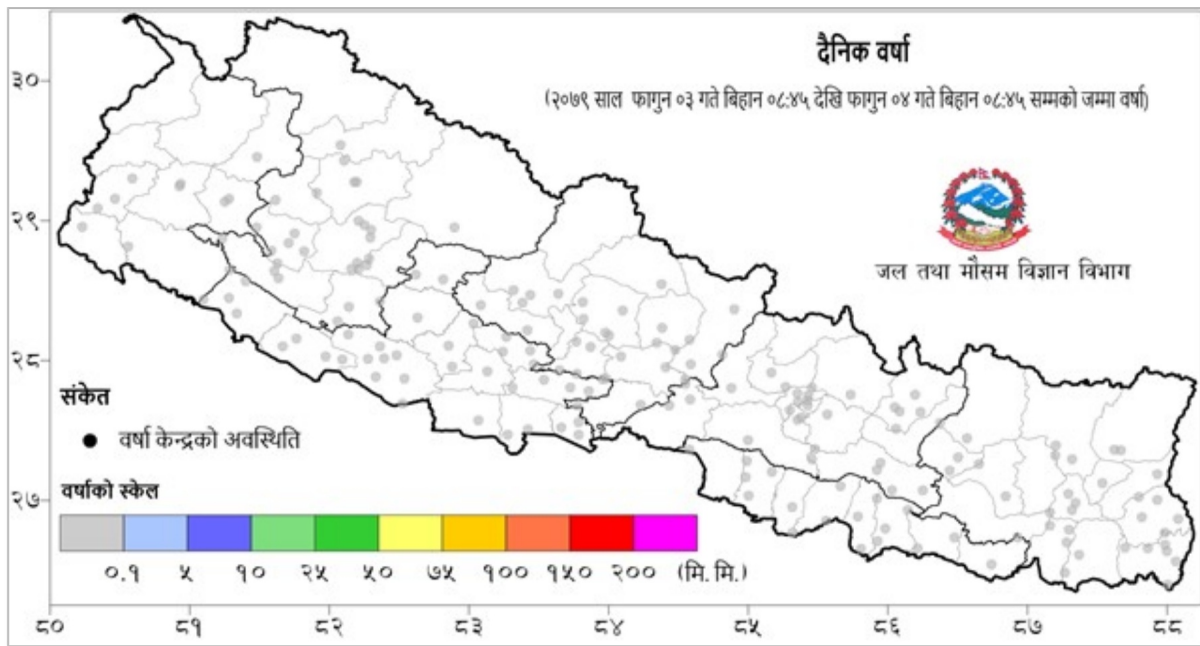 दैनिक वर्षा
(२०७९ साल फागुन ०३ गते बिहान ०८:४५ देखि फागुन ०४ गते बिहान ०८:४५ सम्मको जम्मा वर्षा)
जल तथा मौसम विज्ञान विभाग
३०
२९
२८
२७
संकेत
वर्षा केन्द्रको अवस्थिति
वर्षाको स्केल
०.१ ५ १० २५ ५० ७५ १०० १५० २०० (मि.मि.)
८० ८१ ८२ ८३ ८४ ८५ ८६ ८७ ८८